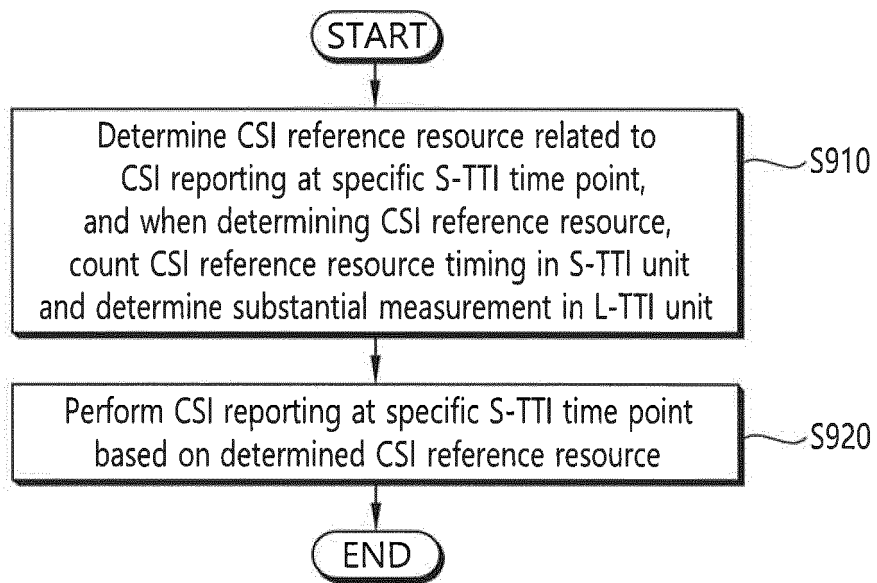 START
Determine CSI reference resource related to
CSI reporting at specific S-TTI time point,
and when determining CSI reference resource,
count CSI reference resource timing in S-TTI unit
and determine substantial measurement in L-TTI unit
S910
Perform CSI reporting at specific S-TTI time point
based on determined CSI reference resource
S920
END